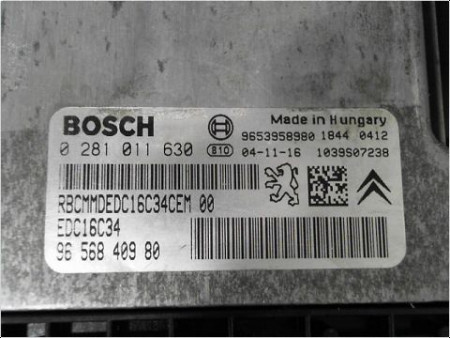 BOSCH
Made in Hungary
9653958980 1844 0412
0 281 011 630 810 04-11-16 1039S07238
RBCMMDEDC16C34CEM 00
EDC16C34
96 568 409 80